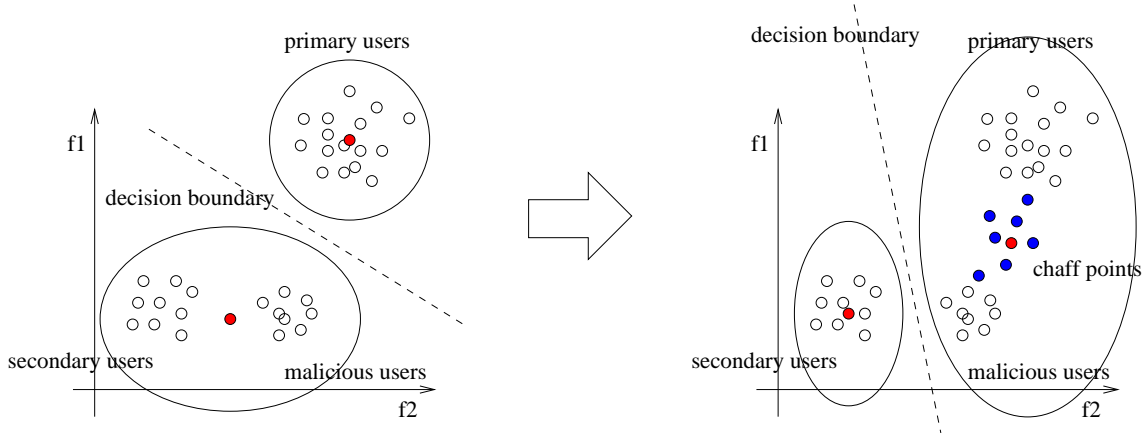 primary users
f1
decision boundary
secondary users
malicious users
f2
decision boundary
primary users
f1
chaff points
secondary users
malicious users
f2